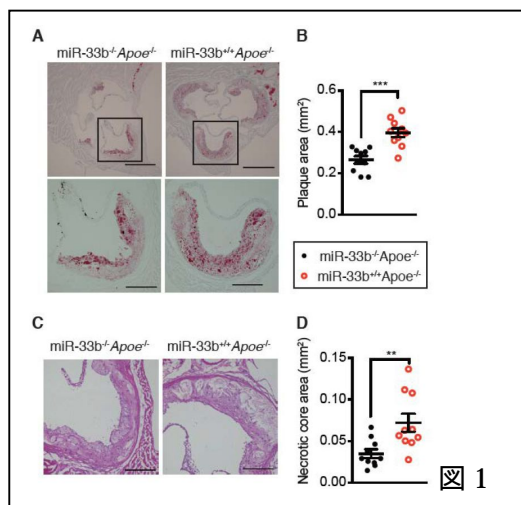 A
miR-33b-/-Apoe-/-
miR-33b+/+Apoe-/-
B
***
Plaque area (mm²)
0.6
0.4
0.2
0.0
miR-33b-/-Apoe-/-
miR-33b+/+Apoe-/-
C
miR-33b-/-Apoe-/-
miR-33b+/+Apoe-/-
D
**
Necrotic core area (mm²)
0.15
0.10
0.05
0.00
図 1